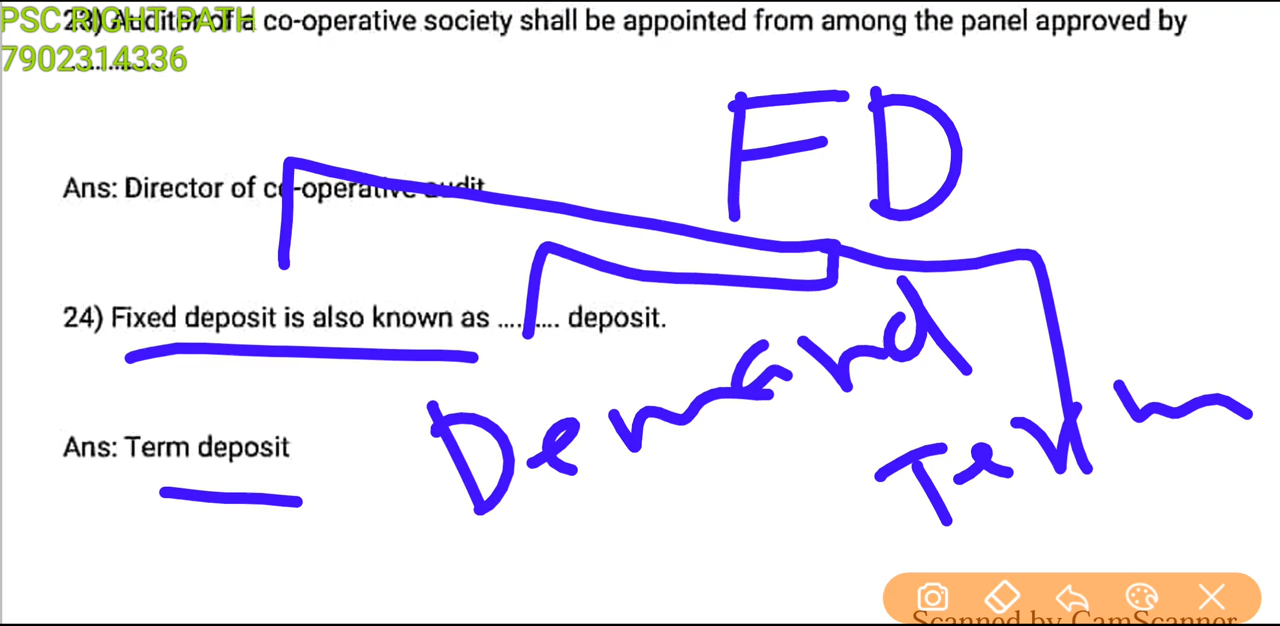 PSC RIGHT PATH
7902314336
23) Auditor of a co-operative society shall be appointed from among the panel approved by
............
FD
Ans: Director of co-operative audit
24) Fixed deposit is also known as ......... deposit.
Demand
Term
Ans: Term deposit
Scanned by CamScanner